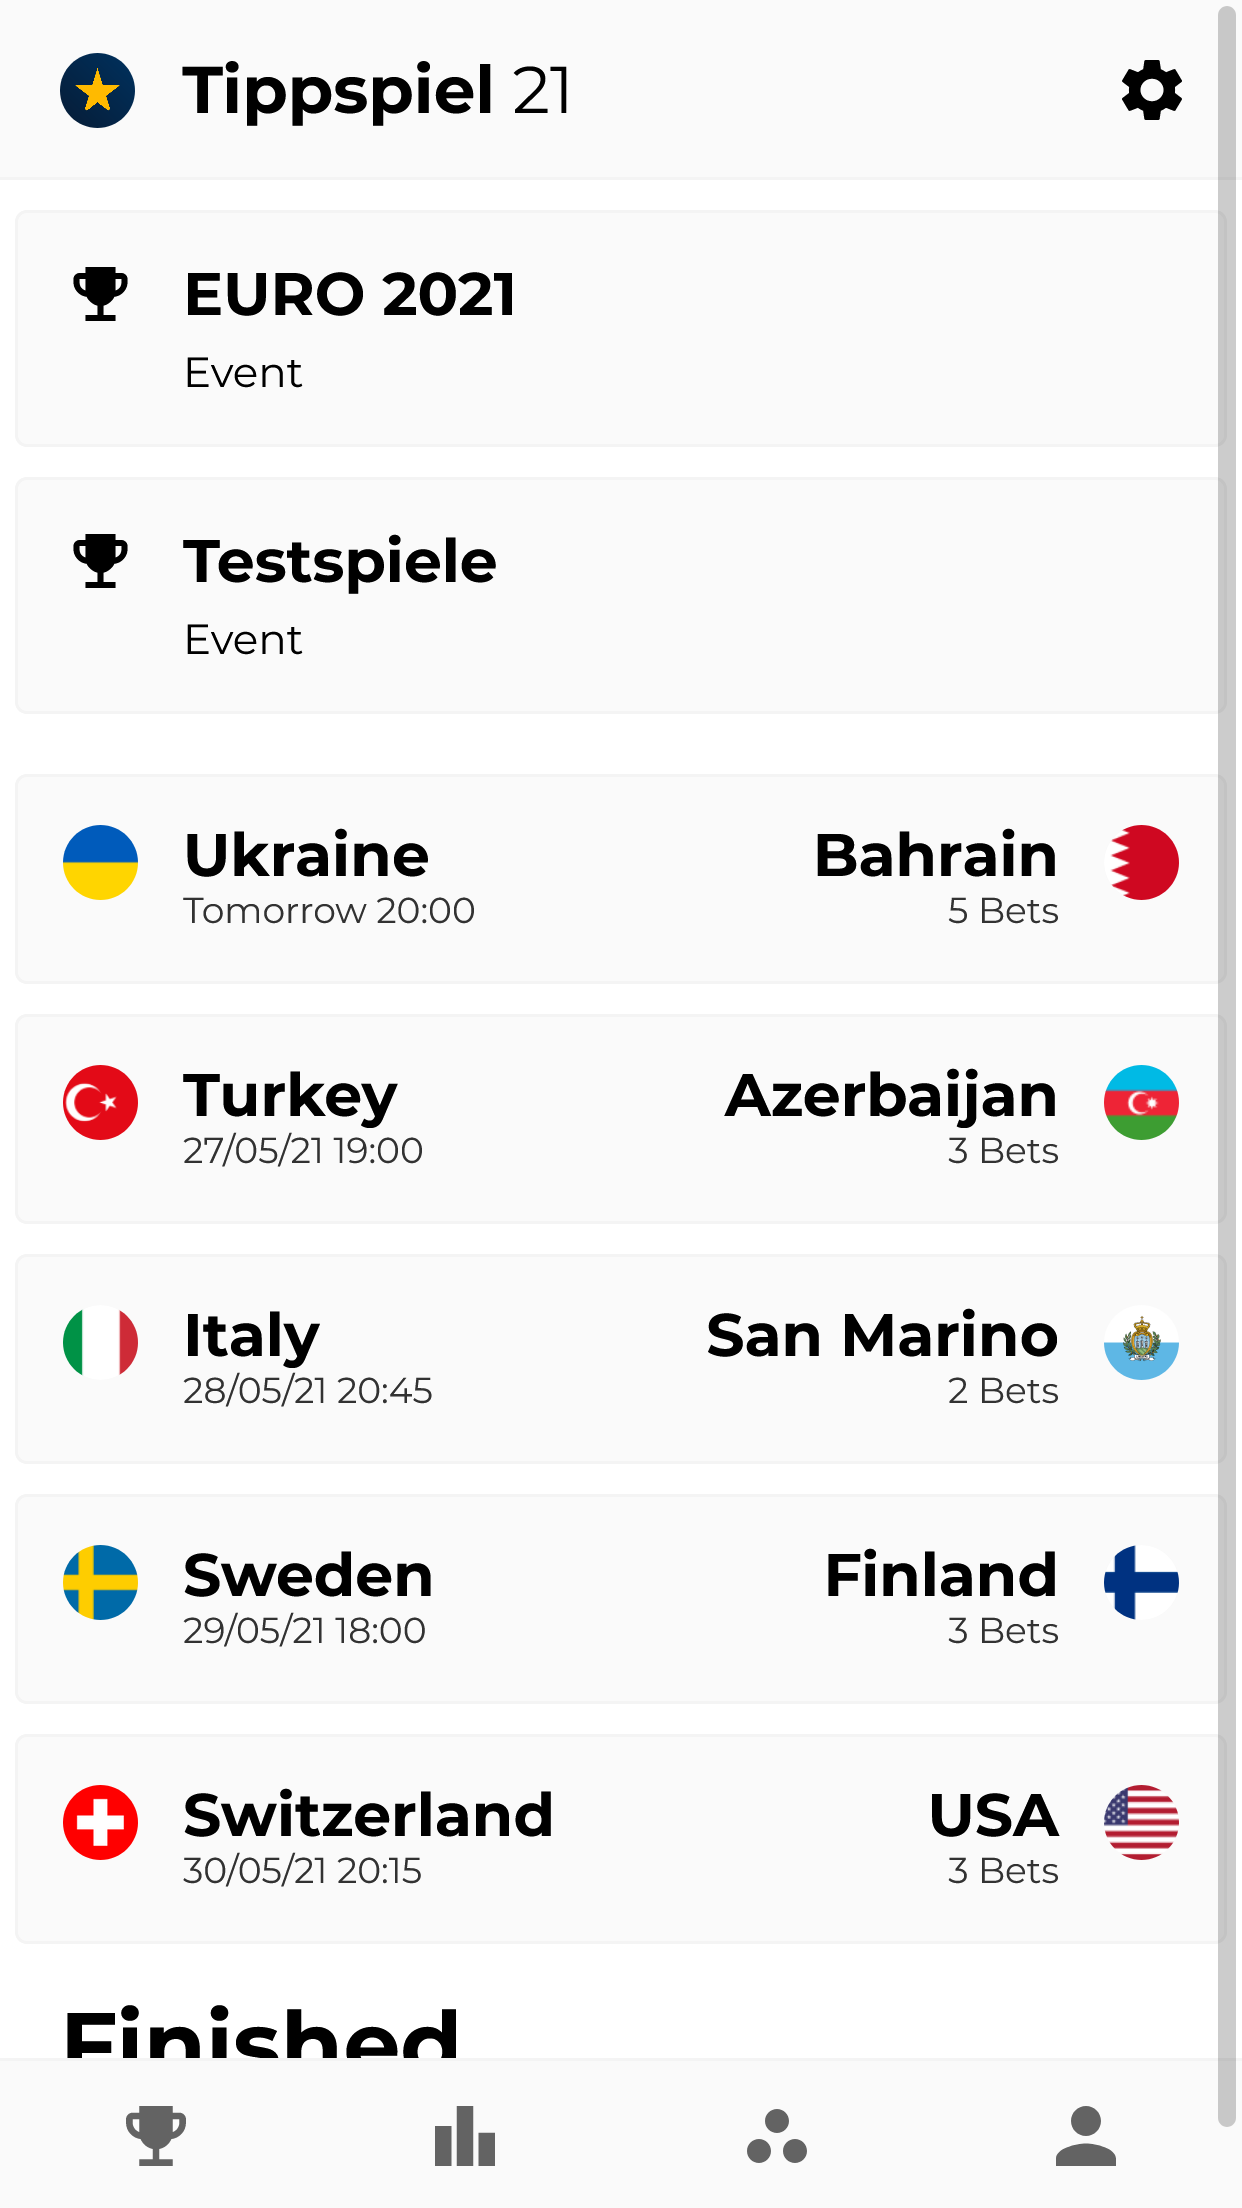 Tippspiel 21
EURO 2021
Event
Testspiele
Event
Ukraine Bahrain
Tomorrow 20:00 5 Bets
Turkey Azerbaijan
27/05/21 19:00 3 Bets
Italy San Marino
28/05/21 20:45 2 Bets
Sweden Finland
29/05/21 18:00 3 Bets
Switzerland USA
30/05/21 20:15 3 Bets
Finished